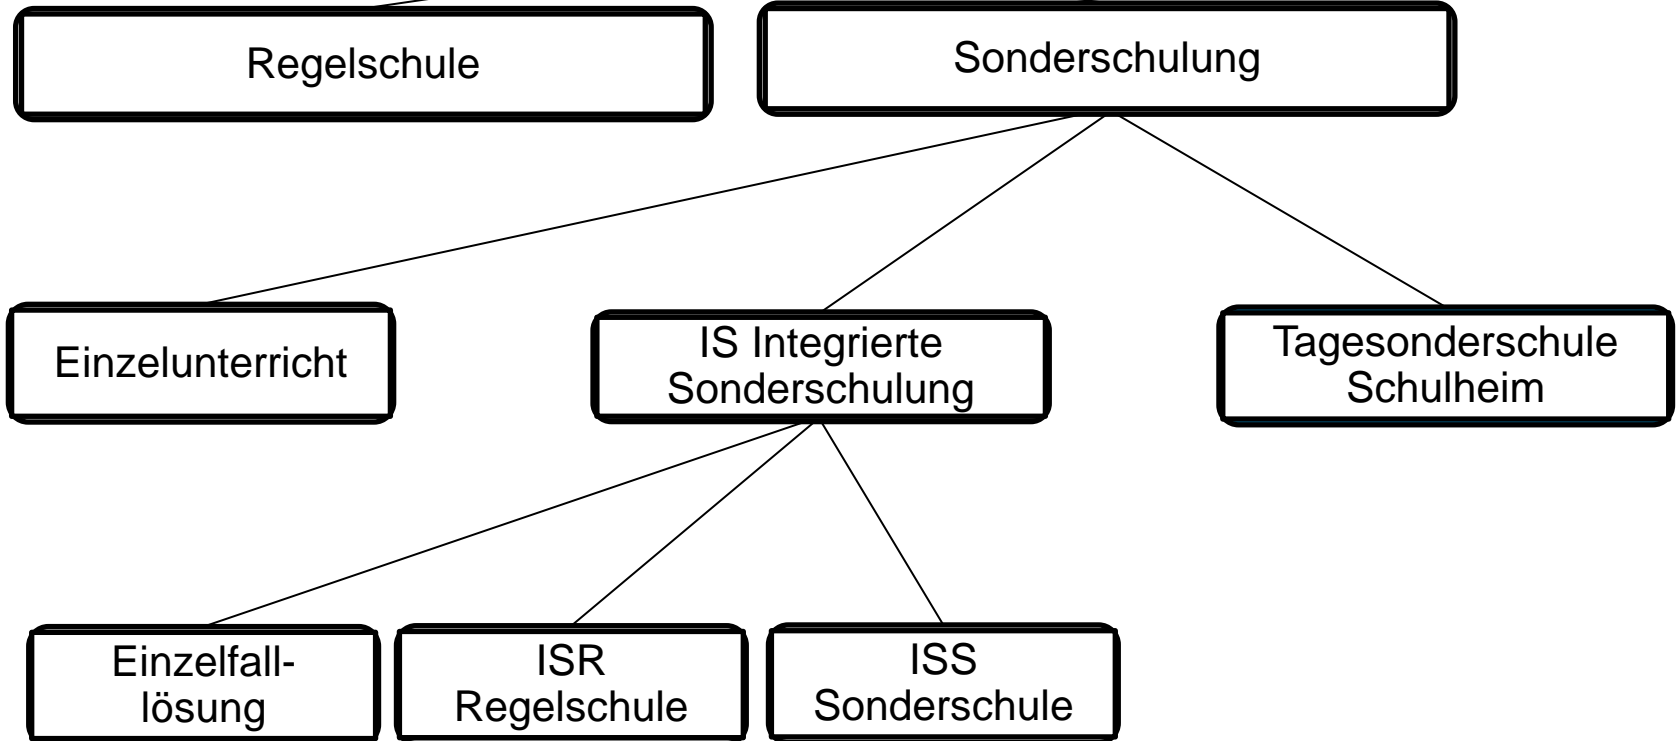 Regelschule
Sonderschulung
Einzelunterricht
IS Integrierte
Sonderschulung
Tagesonderschule
Schulheim
Einzelfall-
lösung
ISR
Regelschule
ISS
Sonderschule